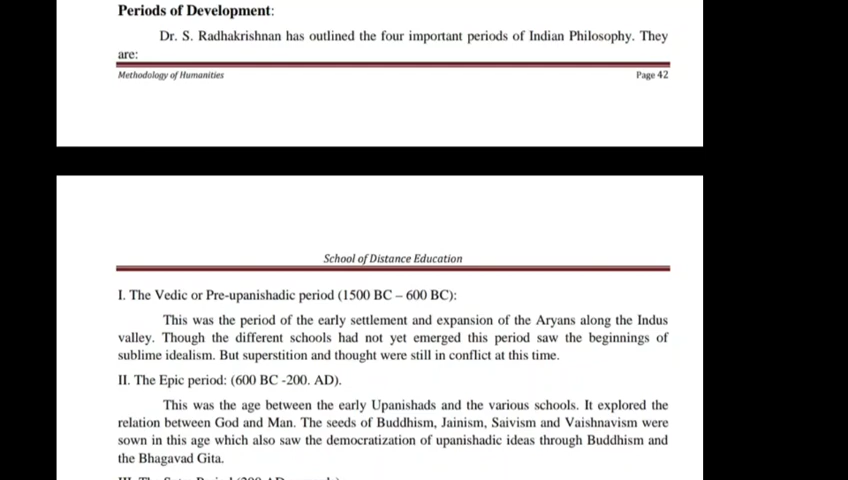 Periods of Development:
Dr. S. Radhakrishnan has outlined the four important periods of Indian Philosophy. They
are:
Methodology of Humanities Page 42
School of Distance Education
I. The Vedic or Pre-upanishadic period (1500 BC – 600 BC):
This was the period of the early settlement and expansion of the Aryans along the Indus
valley. Though the different schools had not yet emerged this period saw the beginnings of
sublime idealism. But superstition and thought were still in conflict at this time.
II. The Epic period: (600 BC -200. AD).
This was the age between the early Upanishads and the various schools. It explored the
relation between God and Man. The seeds of Buddhism, Jainism, Saivism and Vaishnavism were
sown in this age which also saw the democratization of upanishadic ideas through Buddhism and
the Bhagavad Gita.